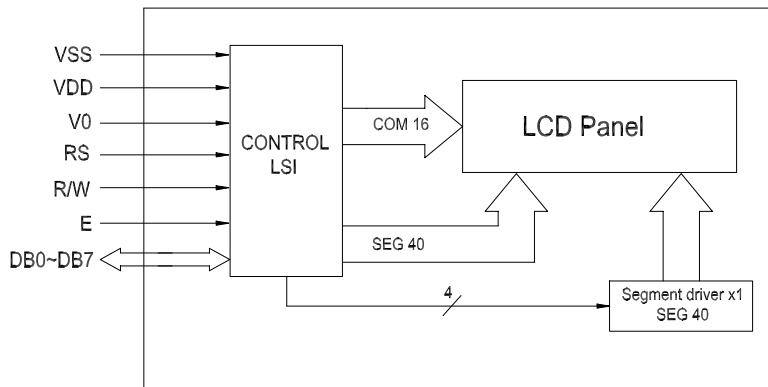 VSS
VDD
V0
RS
R/W
E
DB0~DB7
CONTROL
LSI
COM 16
LCD Panel
SEG 40
4
Segment driver x1
SEG 40